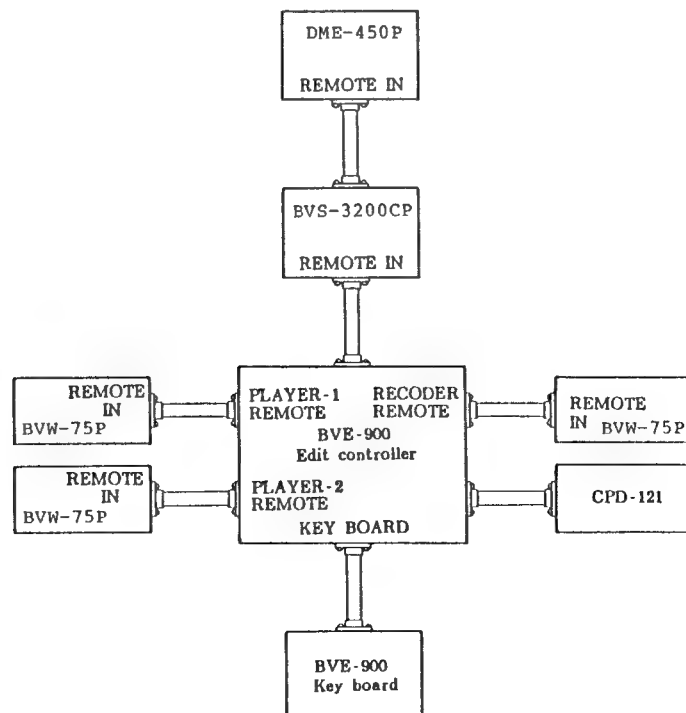 DME-450P
REMOTE IN
BVS-3200CP
REMOTE IN
REMOTE
IN
BVW-75P
PLAYER-1
REMOTE
RECODER
REMOTE
BVE-900
Edit controller
REMOTE
IN BVW-75P
REMOTE
IN
BVW-75P
PLAYER-2
REMOTE
KEY BOARD
CPD-121
BVE-900
Key board